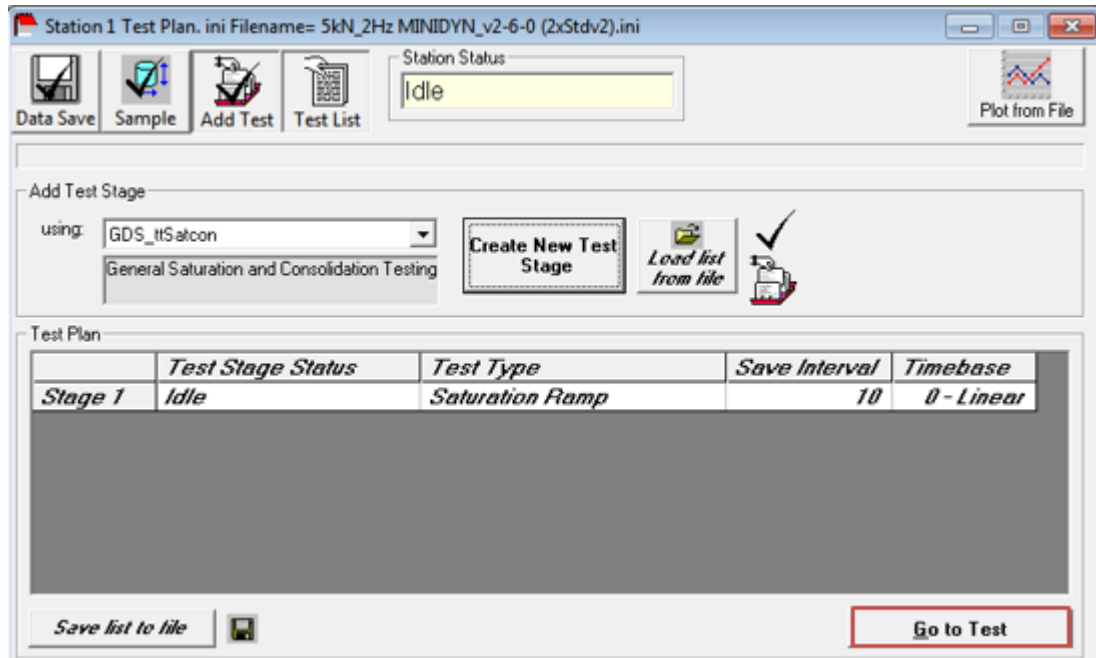 Station 1 Test Plan. ini Filename= 5kN_2Hz MINIDYN_v2-6-0 (2xStdv2).ini
Data Save
Sample
Add Test
Test List
Station Status
Idle
Plot from File
Add Test Stage
using:
GDS_ttSatcon
General Saturation and Consolidation Testing
Create New Test
Stage
Load list
from file
Test Plan
Test Stage Status Test Type Save Interval Timebase
Stage 1 Idle Saturation Ramp 10 0 - Linear
Save list to file
Go to Test